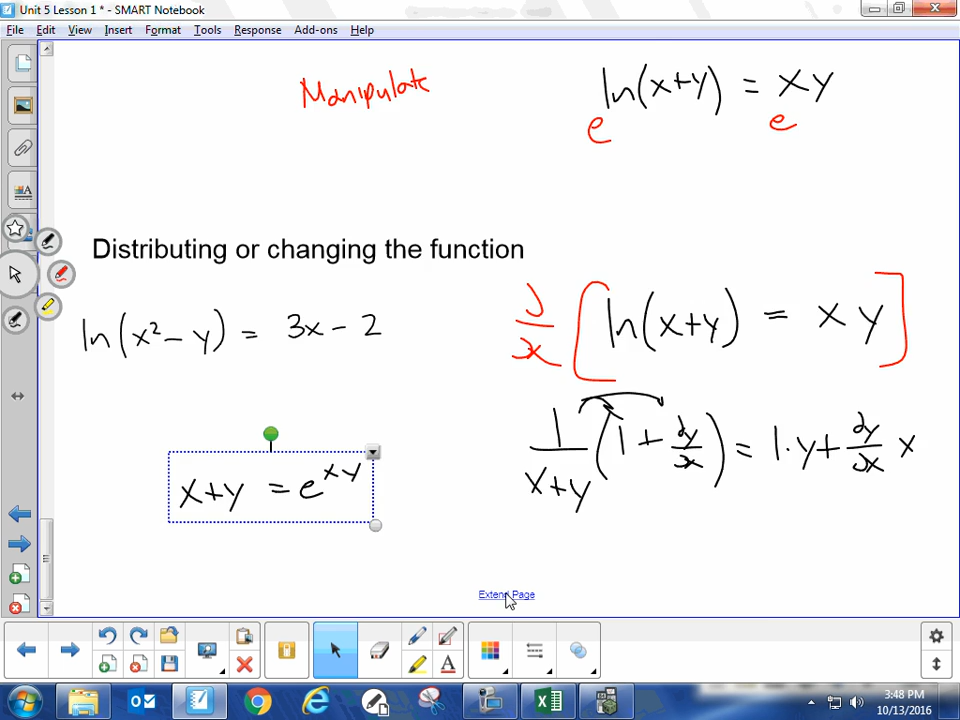 Unit 5 Lesson 1 * - SMART Notebook
File Edit View Insert Format Tools Response Add-ons Help
Manipulate
ln(x+y) = xy
e e
Distributing or changing the function
ln(x² - y) = 3x - 2
d/x [ln(x+y) = xy]
1/(x+y) (1 + dy/x) = 1·y + dy/dx x
x+y = e^xy
Extend Page
3:48 PM
10/13/2016